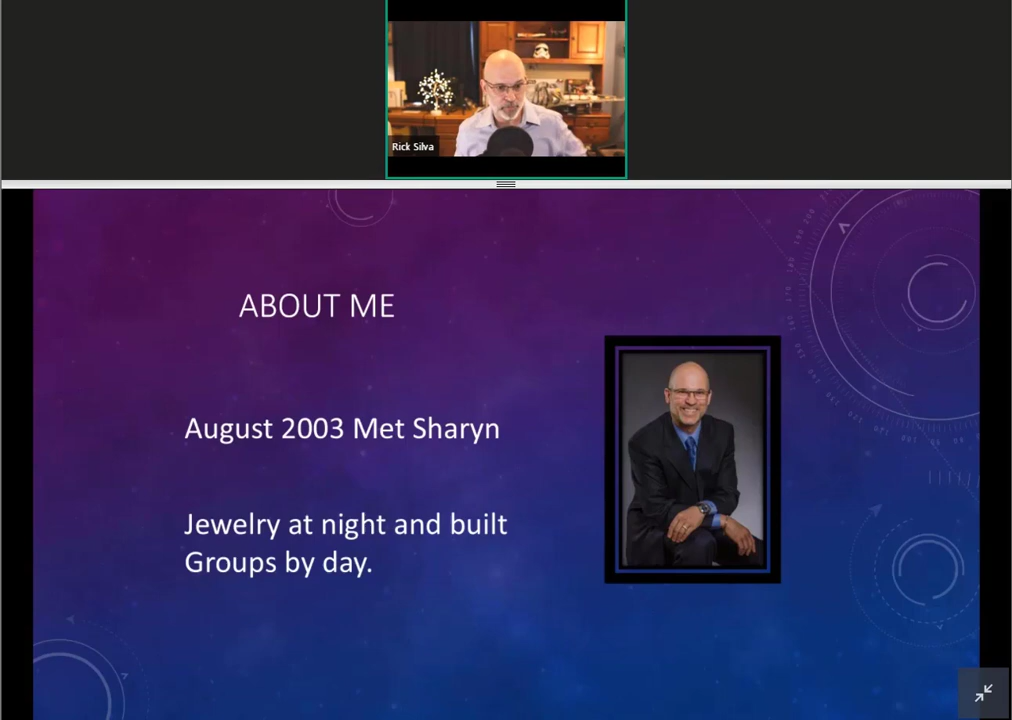 Rick Silva
ABOUT ME
August 2003 Met Sharyn
Jewelry at night and built
Groups by day.